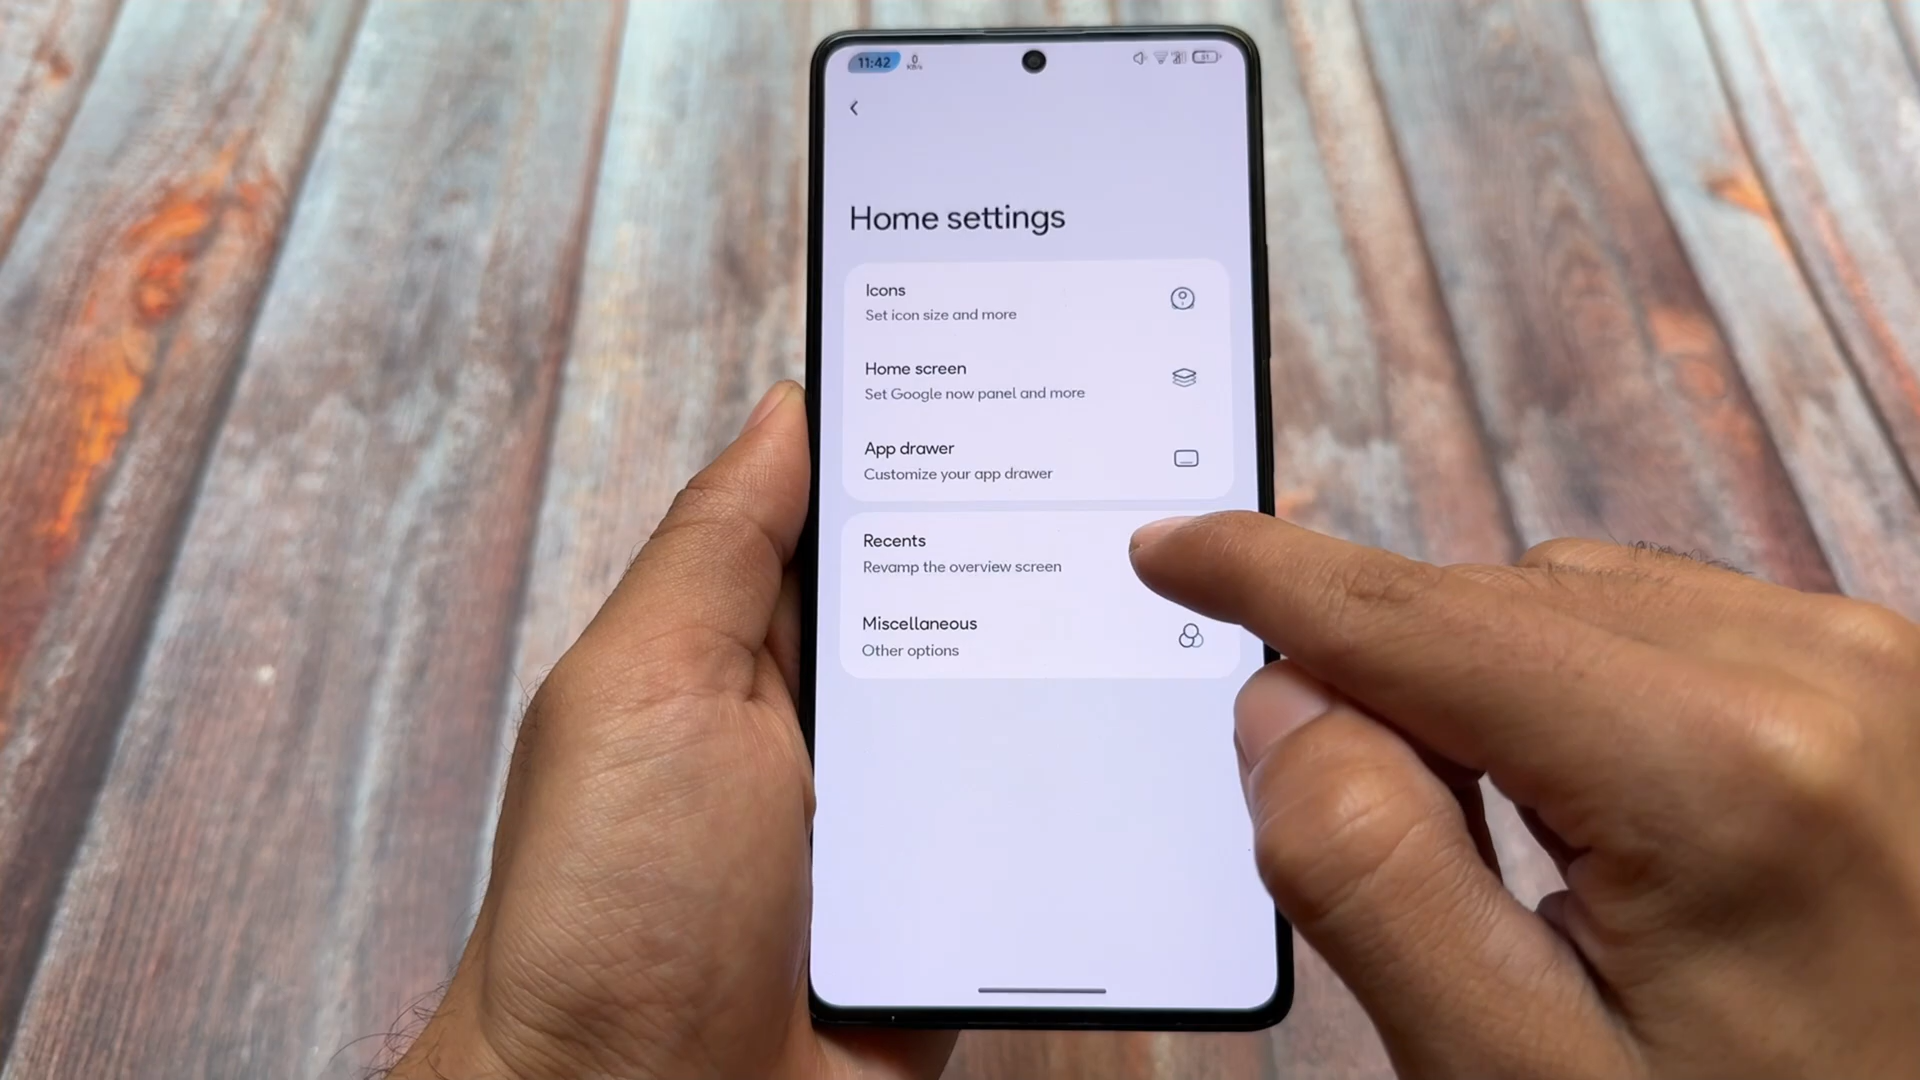 11:42
0
KB/s
51
Home settings
Icons
Set icon size and more
Home screen
Set Google now panel and more
App drawer
Customize your app drawer
Recents
Revamp the overview screen
Miscellaneous
Other options